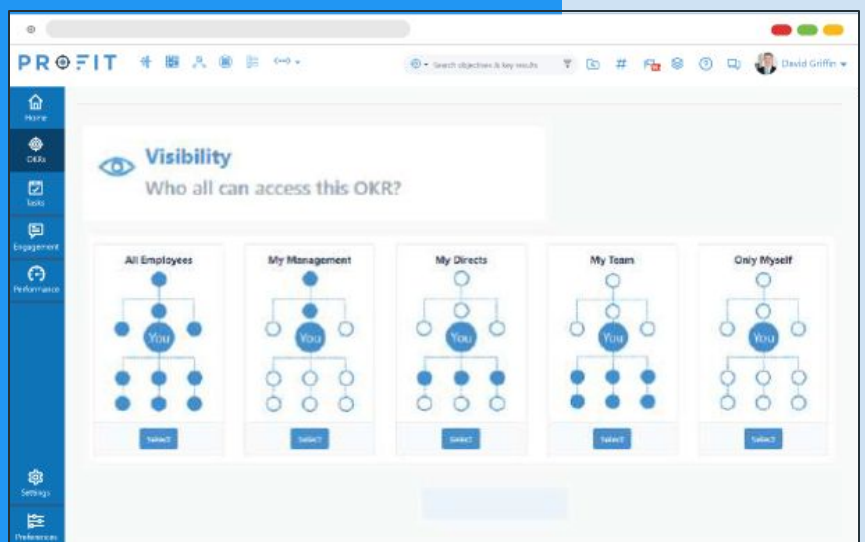 PROFIT
Search objectives & key results
David Griffin
Home
OKRs
Tasks
Engagement
Performance
Settings
Preferences
Visibility
Who all can access this OKR?
All Employees
My Management
My Directs
My Team
Only Myself
You
You
You
You
You
Select
Select
Select
Select
Select